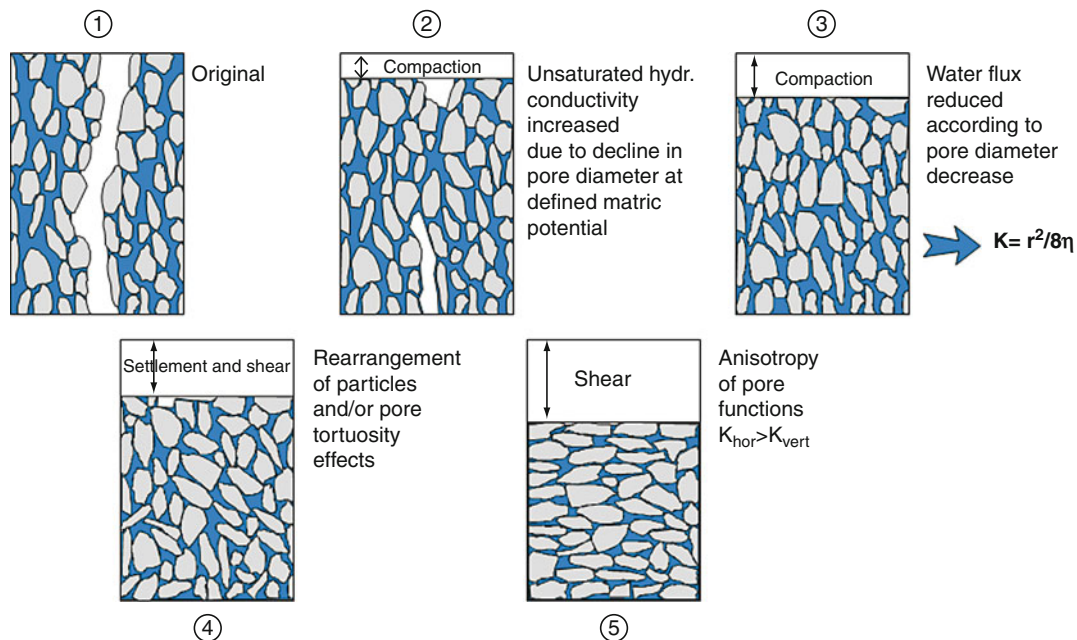 ①
Original
②
Compaction
Unsaturated hydr.
conductivity
increased
due to decline in
pore diameter at
defined matric
potential
③
Compaction
Water flux
reduced
according to
pore diameter
decrease
K= r²/8η
Settlement and shear
Rearrangement
of particles
and/or pore
tortuosity
effects
④
Shear
Anisotropy
of pore
functions
K_hor>K_vert
⑤